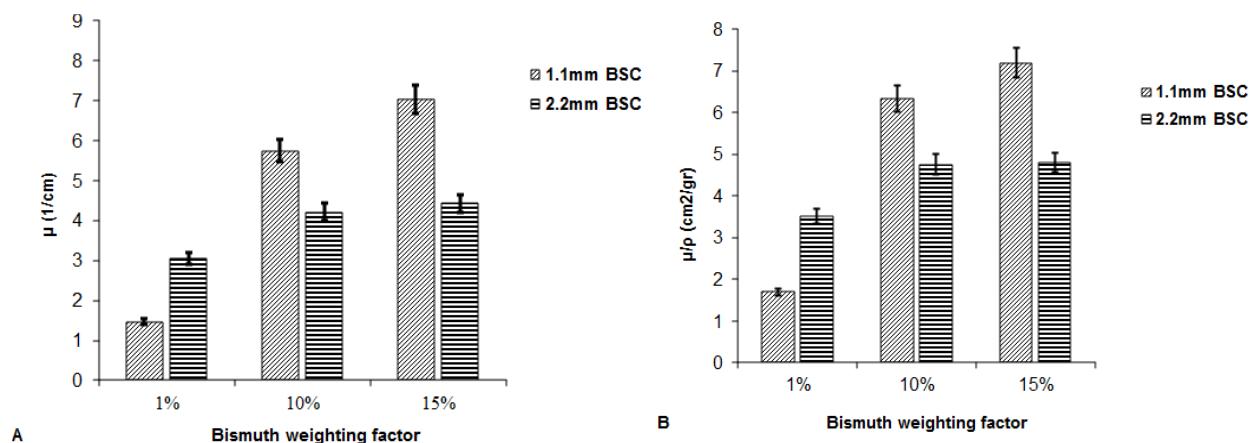 9
8
7
6
5
4
3
2
1
0
μ (1/cm)
1%
10%
15%
Bismuth weighting factor
1.1mm BSC
2.2mm BSC
A
8
7
6
5
4
3
2
1
0
μ/ρ (cm2/gr)
1%
10%
15%
Bismuth weighting factor
1.1mm BSC
2.2mm BSC
B